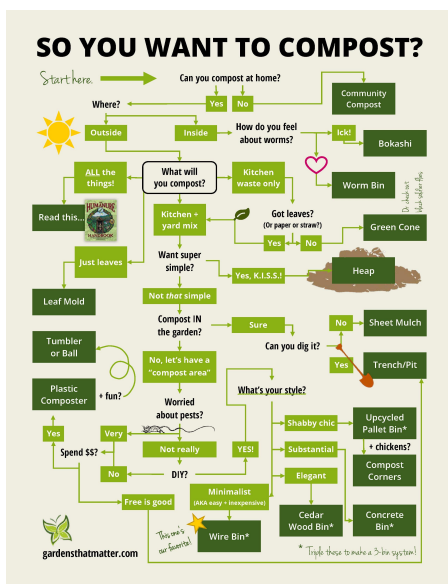 SO YOU WANT TO COMPOST?
Start here.
Can you compost at home?
Yes
No
Community
Compost
Where?
Outside
Inside
How do you feel
about worms?
Ick!
Bokashi
ALL the
things!
What will
you compost?
Kitchen
waste only
Worm Bin
Or check out
black soldier flies
Read this...
HUMANURE
HANDBOOK
Kitchen +
yard mix
Got leaves?
(Or paper or straw?)
Yes
No
Green Cone
Just leaves
Want super
simple?
Yes, K.I.S.S.!
Heap
Leaf Mold
Not that simple
Compost IN
the garden?
Sure
No
Sheet Mulch
Tumbler
or Ball
Can you dig it?
No, let's have a
"compost area"
Yes
Trench/Pit
Plastic
Composter
+ fun?
What's your style?
Worried
about pests?
Shabby chic
Upcycled
Pallet Bin*
Yes
Very
Spend $$?
Not really
YES!
Substantial
+ chickens?
Compost
Corners
No
DIY?
Elegant
Free is good
Minimalist
(AKA easy + inexpensive)
Cedar
Wood Bin*
Concrete
Bin*
This one's
our favorite!
Wire Bin*
gardensthatmatter.com
* Triple these to make a 3-bin system!